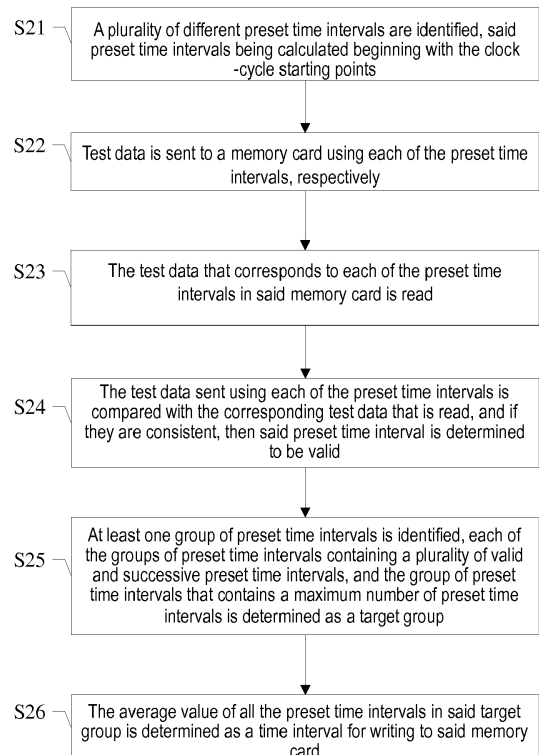 S21
A plurality of different preset time intervals are identified, said
preset time intervals being calculated beginning with the clock
-cycle starting points
S22
Test data is sent to a memory card using each of the preset time
intervals, respectively
S23
The test data that corresponds to each of the preset time
intervals in said memory card is read
S24
The test data sent using each of the preset time intervals is
compared with the corresponding test data that is read, and if
they are consistent, then said preset time interval is determined
to be valid
S25
At least one group of preset time intervals is identified, each of
the groups of preset time intervals containing a plurality of valid
and successive preset time intervals, and the group of preset
time intervals that contains a maximum number of preset time
intervals is determined as a target group
S26
The average value of all the preset time intervals in said target
group is determined as a time interval for writing to said memory
card